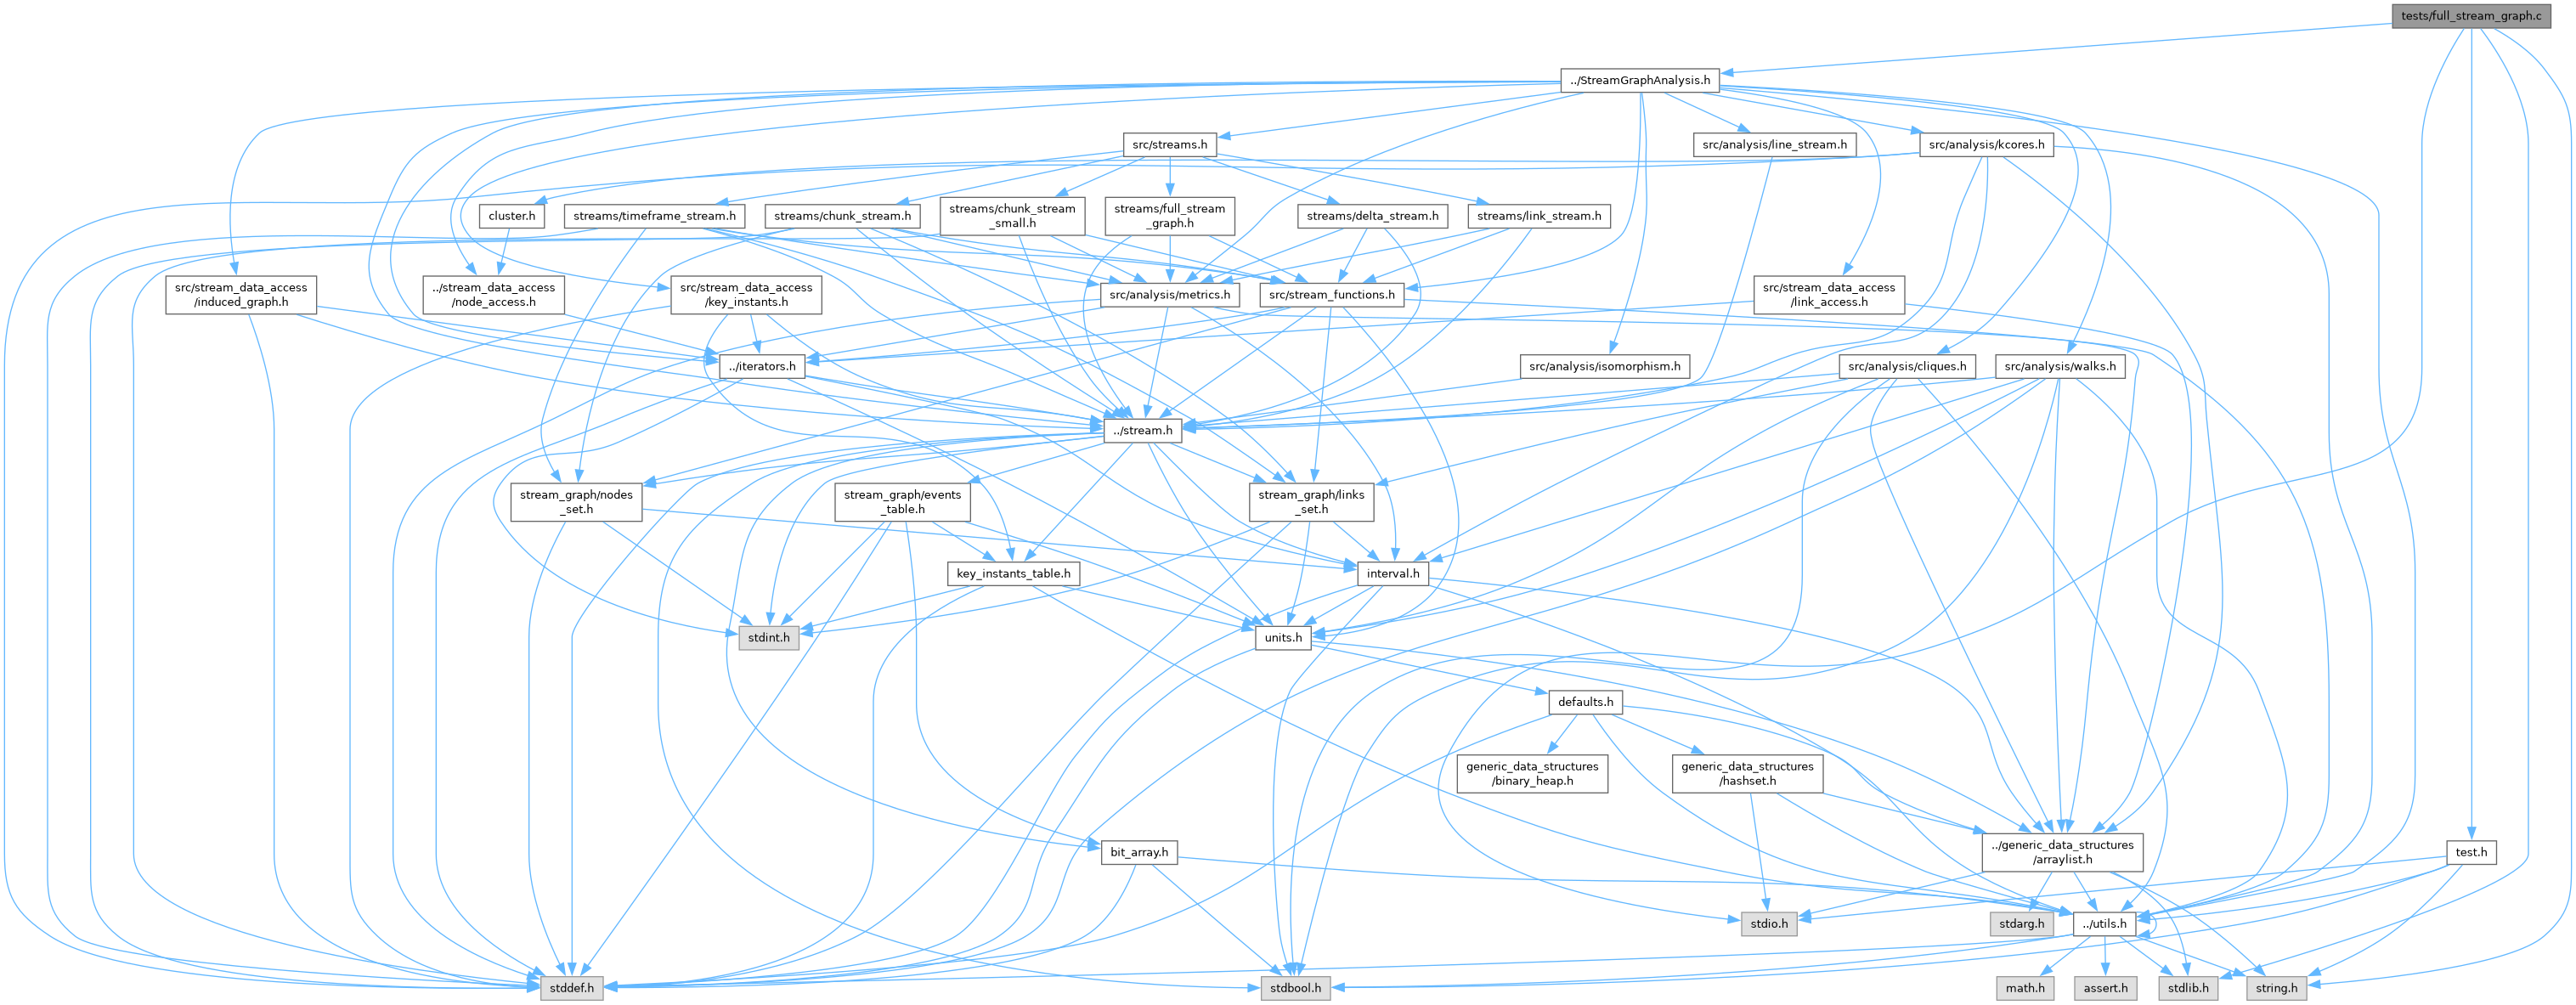 tests/full_stream_graph.c
../StreamGraphAnalysis.h
src/streams.h
src/analysis/line_stream.h
src/analysis/kcores.h
cluster.h
streams/timeframe_stream.h
streams/chunk_stream.h
streams/chunk_stream
_small.h
streams/full_stream
_graph.h
streams/delta_stream.h
streams/link_stream.h
src/stream_data_access
/induced_graph.h
../stream_data_access
/node_access.h
src/stream_data_access
/key_instants.h
src/analysis/metrics.h
src/stream_functions.h
src/stream_data_access
/link_access.h
../iterators.h
src/analysis/isomorphism.h
src/analysis/cliques.h
src/analysis/walks.h
../stream.h
stream_graph/nodes
_set.h
stream_graph/events
_table.h
stream_graph/links
_set.h
key_instants_table.h
interval.h
stdint.h
units.h
defaults.h
generic_data_structures
/binary_heap.h
generic_data_structures
/hashset.h
bit_array.h
../generic_data_structures
/arraylist.h
test.h
stdio.h
stdarg.h
../utils.h
stddef.h
stdbool.h
math.h
assert.h
stdlib.h
string.h